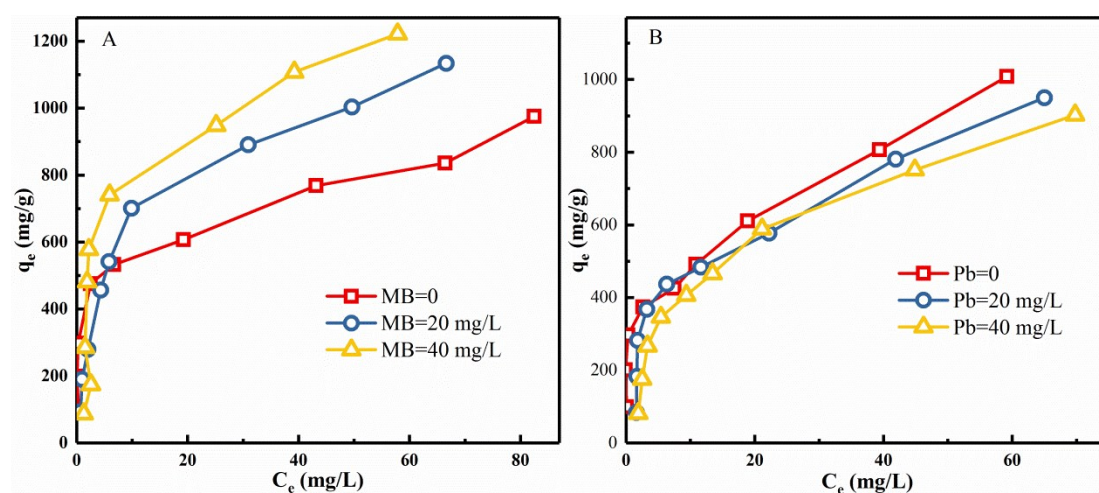 A
1200
1000
800
600
400
200
0
qe (mg/g)
MB=0
MB=20 mg/L
MB=40 mg/L
0 20 40 60 80
Ce (mg/L)
B
1000
800
600
400
200
0
qe (mg/g)
Pb=0
Pb=20 mg/L
Pb=40 mg/L
0 20 40 60
Ce (mg/L)